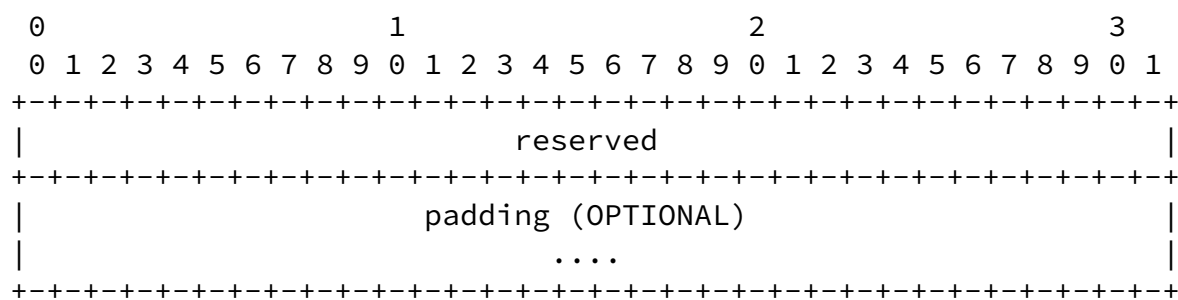 0                   1                   2                   3
 0 1 2 3 4 5 6 7 8 9 0 1 2 3 4 5 6 7 8 9 0 1 2 3 4 5 6 7 8 9 0 1
+-+-+-+-+-+-+-+-+-+-+-+-+-+-+-+-+-+-+-+-+-+-+-+-+-+-+-+-+-+-+-+-+
|                           reserved                            |
+-+-+-+-+-+-+-+-+-+-+-+-+-+-+-+-+-+-+-+-+-+-+-+-+-+-+-+-+-+-+-+-+
|                      padding (OPTIONAL)                       |
|                             ....                              |
+-+-+-+-+-+-+-+-+-+-+-+-+-+-+-+-+-+-+-+-+-+-+-+-+-+-+-+-+-+-+-+-+